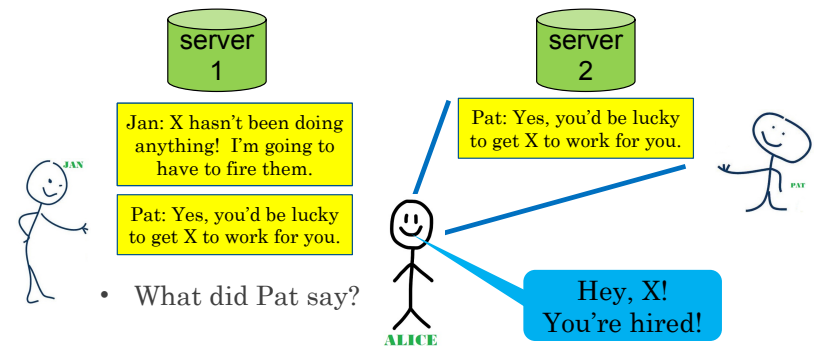 server
1
server
2
Jan: X hasn't been doing
anything! I'm going to
have to fire them.
Pat: Yes, you'd be lucky
to get X to work for you.
JAN
PAT
Pat: Yes, you'd be lucky
to get X to work for you.
• What did Pat say?
Hey, X!
You're hired!
ALICE